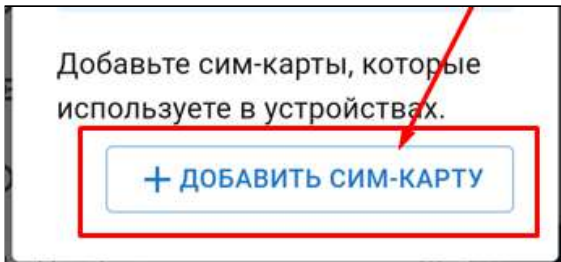 Добавьте сим-карты, которые
используете в устройствах.
+ ДОБАВИТЬ СИМ-КАРТУ